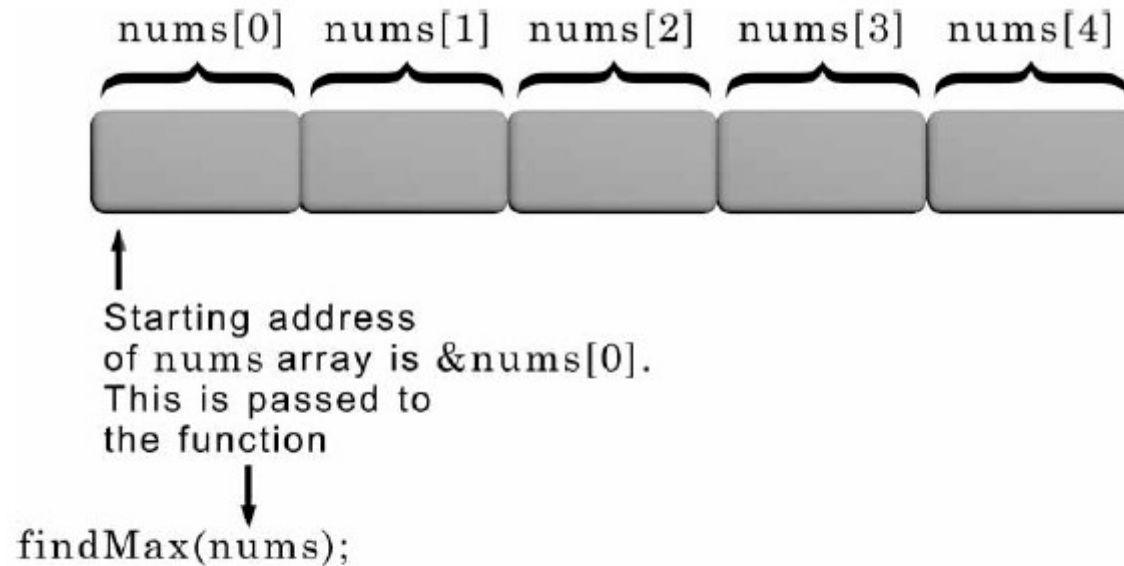 nums[0] nums[1] nums[2] nums[3] nums[4]
Starting address
of nums array is &nums[0].
This is passed to
the function
findMax(nums);